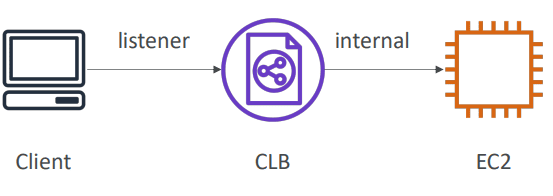 listener
internal
Client
CLB
EC2